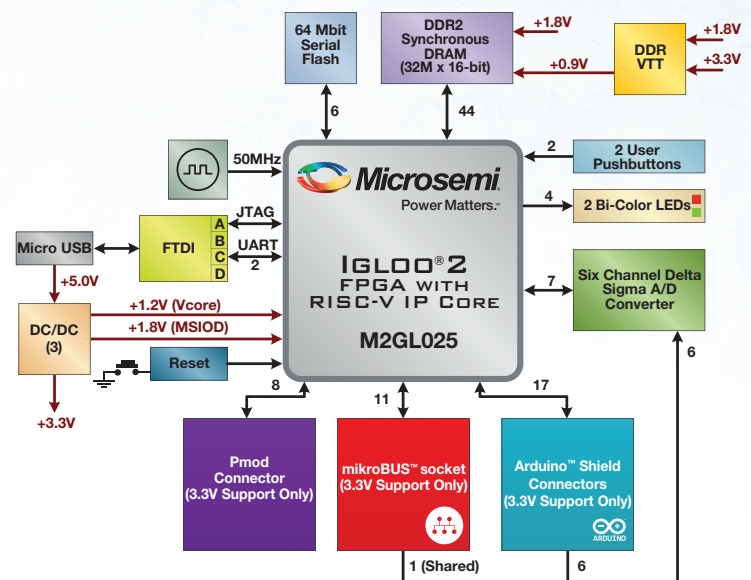 64 Mbit
Serial
Flash
DDR2
Synchronous
DRAM
(32M x 16-bit)
+1.8V
+0.9V
DDR
VTT
+1.8V
+3.3V
6
44
50MHz
Microsemi
Power Matters.™
IGLOO®2
FPGA WITH
RISC-V IP CORE
M2GL025
2
2 User
Pushbuttons
4
2 Bi-Color LEDs
JTAG
UART
2
Micro USB
FTDI
A
B
C
D
7
Six Channel Delta
Sigma A/D
Converter
+5.0V
DC/DC
(3)
+1.2V (Vcore)
+1.8V (MSIOD)
Reset
+3.3V
6
8
11
17
Pmod
Connector
(3.3V Support Only)
mikroBUS™ socket
(3.3V Support Only)
Arduino™ Shield
Connectors
(3.3V Support Only)
ARDUINO
1 (Shared)
6